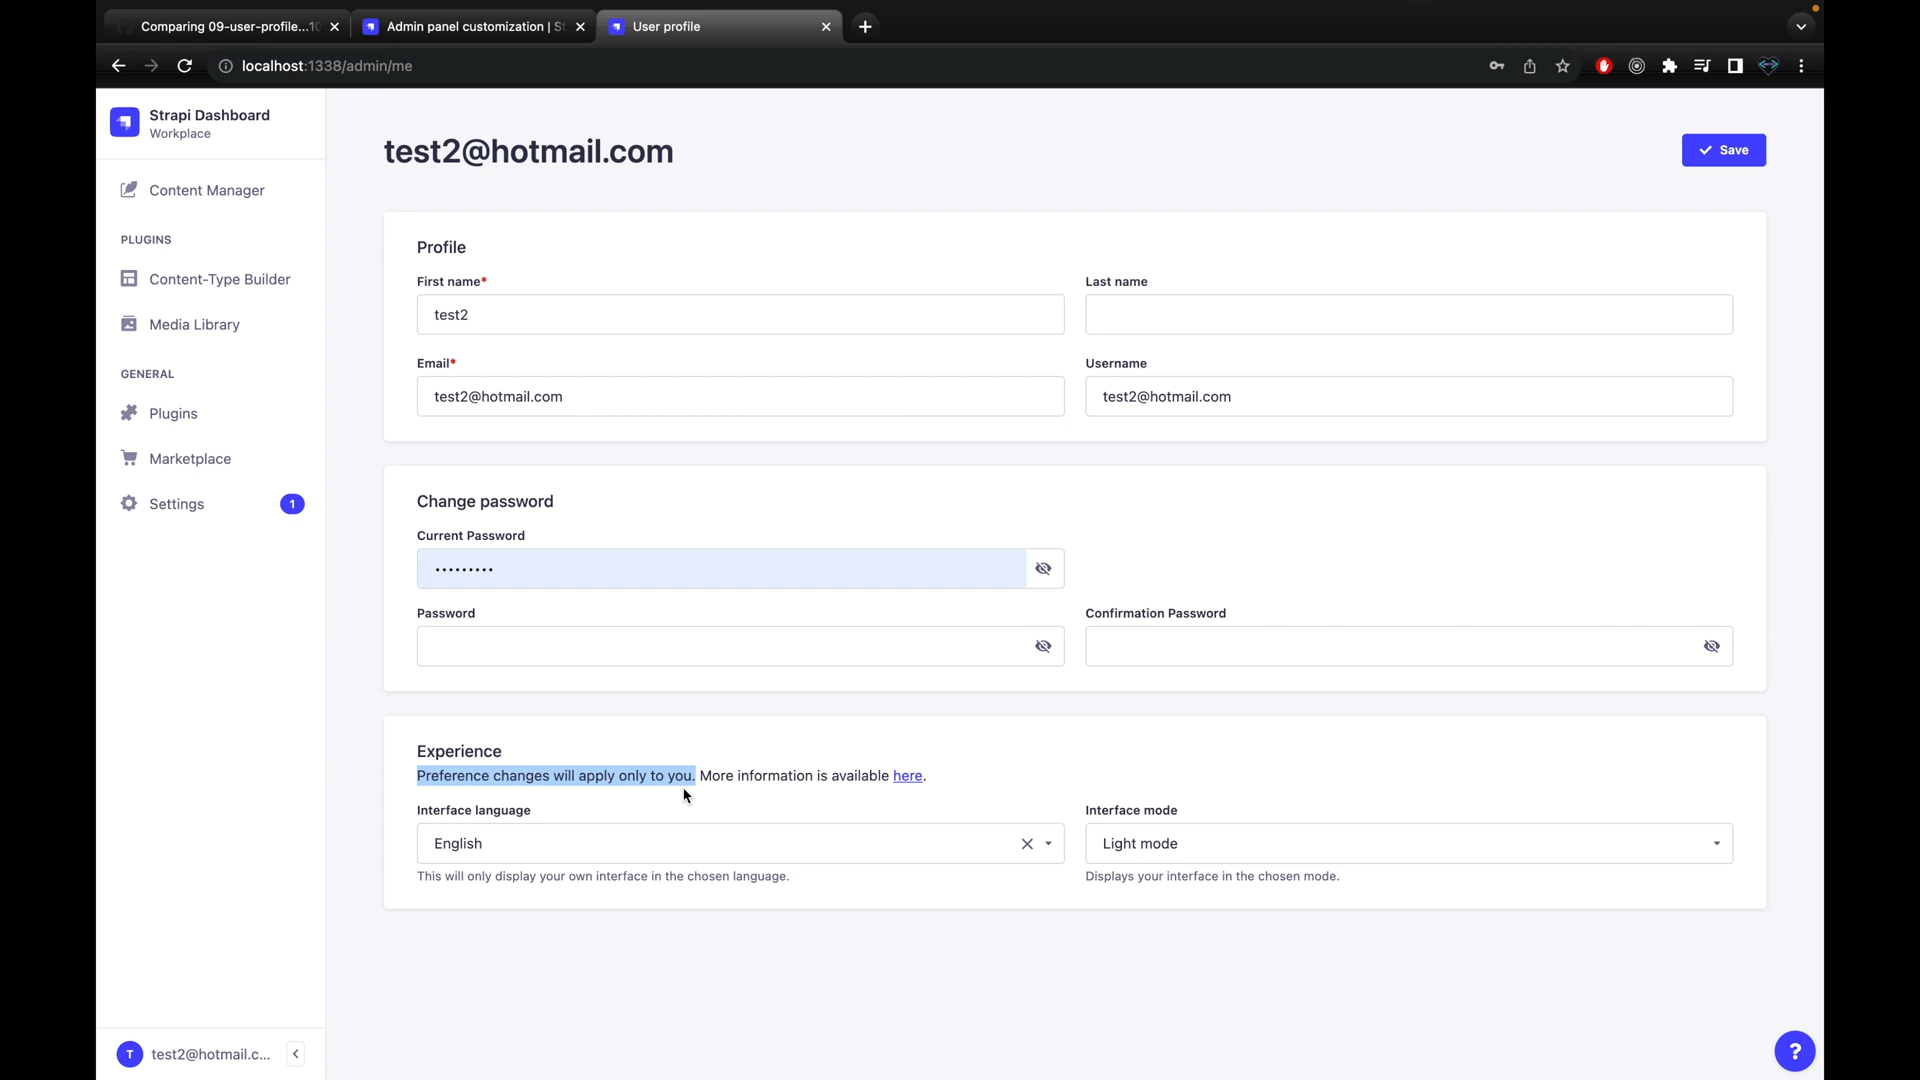 Comparing 09-user-profile...10
Admin panel customization | St
User profile
localhost:1338/admin/me
Strapi Dashboard
Workplace
Content Manager
PLUGINS
Content-Type Builder
Media Library
GENERAL
Plugins
Marketplace
Settings
1
T
test2@hotmail.c...
test2@hotmail.com
Save
Profile
First name*
Last name
test2
Email*
Username
test2@hotmail.com
test2@hotmail.com
Change password
Current Password
•••••••••
Password
Confirmation Password
Experience
Preference changes will apply only to you. More information is available here.
Interface language
Interface mode
English
Light mode
This will only display your own interface in the chosen language.
Displays your interface in the chosen mode.
?